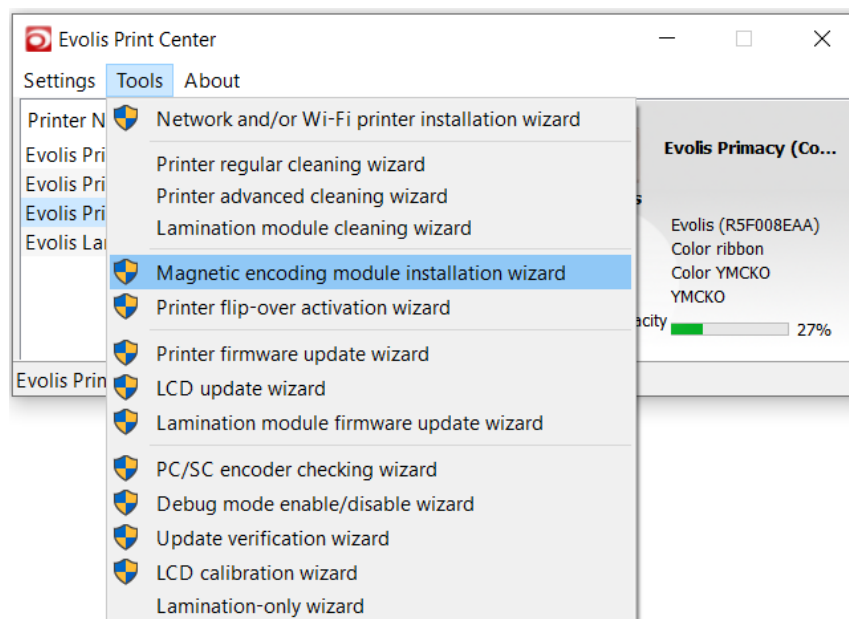 Evolis Print Center
Settings Tools About
Printer N
Network and/or Wi-Fi printer installation wizard
Evolis Primacy (Co...
Evolis Pri
Printer regular cleaning wizard
Evolis Pri
Printer advanced cleaning wizard
Evolis Pri
Lamination module cleaning wizard
s
Evolis (R5F008EAA)
Evolis La
Color ribbon
Magnetic encoding module installation wizard
Color YMCKO
YMCKO
Printer flip-over activation wizard
acity
27%
Printer firmware update wizard
Evolis Prin
LCD update wizard
Lamination module firmware update wizard
PC/SC encoder checking wizard
Debug mode enable/disable wizard
Update verification wizard
LCD calibration wizard
Lamination-only wizard